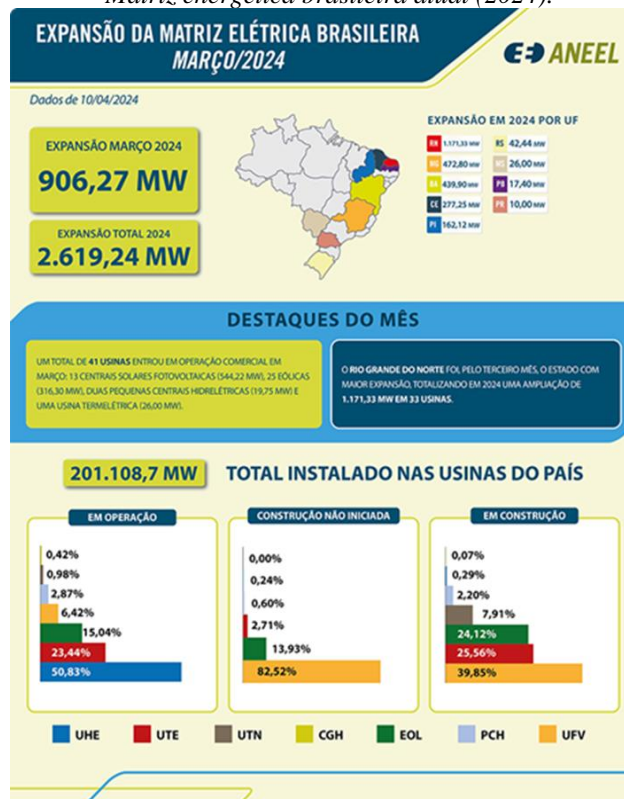 Matriz energética brasileira atual (2024).
EXPANSÃO DA MATRIZ ELÉTRICA BRASILEIRA
MARÇO/2024
ANEEL
Dados de 10/04/2024
EXPANSÃO MARÇO 2024
906,27 MW
EXPANSÃO TOTAL 2024
2.619,24 MW
EXPANSÃO EM 2024 POR UF
RN 1.171,33 MW RS 42,44 MW
MG 472,80 MW MS 26,00 MW
BA 439,90 MW PB 17,40 MW
CE 277,25 MW PR 10,00 MW
PI 162,12 MW
DESTAQUES DO MÊS
UM TOTAL DE 41 USINAS ENTROU EM OPERAÇÃO COMERCIAL EM
MARÇO: 13 CENTRAIS SOLARES FOTOVOLTAICAS (544,22 MW), 25 EÓLICAS
(316,30 MW), DUAS PEQUENAS CENTRAIS HIDRELÉTRICAS (19,75 MW) E
UMA USINA TERMELÉTRICA (26,00 MW).
O RIO GRANDE DO NORTE FOI, PELO TERCEIRO MÊS, O ESTADO COM
MAIOR EXPANSÃO, TOTALIZANDO EM 2024 UMA AMPLIAÇÃO DE
1.171,33 MW EM 33 USINAS.
201.108,7 MW TOTAL INSTALADO NAS USINAS DO PAÍS
EM OPERAÇÃO
0,42%
0,98%
2,87%
6,42%
15,04%
23,44%
50,83%
CONSTRUÇÃO NÃO INICIADA
0,00%
0,24%
0,60%
2,71%
13,93%
82,52%
EM CONSTRUÇÃO
0,07%
0,29%
2,20%
7,91%
24,12%
25,56%
39,85%
UHE UTE UTN CGH EOL PCH UFV